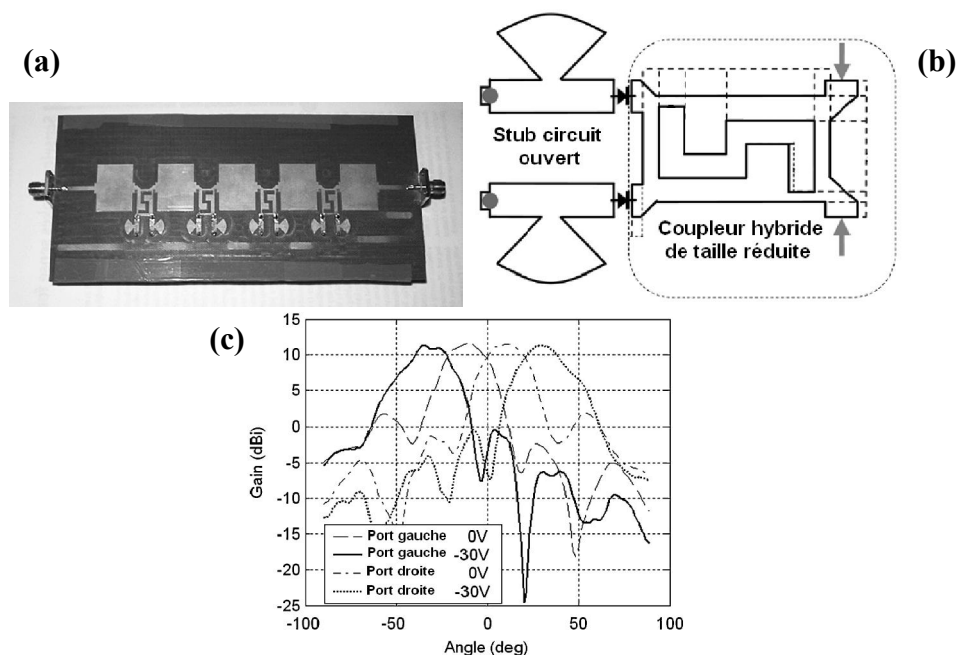 (a)
(b)
Stub circuit
ouvert
Coupleur hybride
de taille réduite
(c)
15
10
5
0
-5
-10
-15
-20
-25
Gain (dBi)
Port gauche 0V
Port gauche -30V
Port droite 0V
Port droite -30V
-100 -50 0 50 100
Angle (deg)